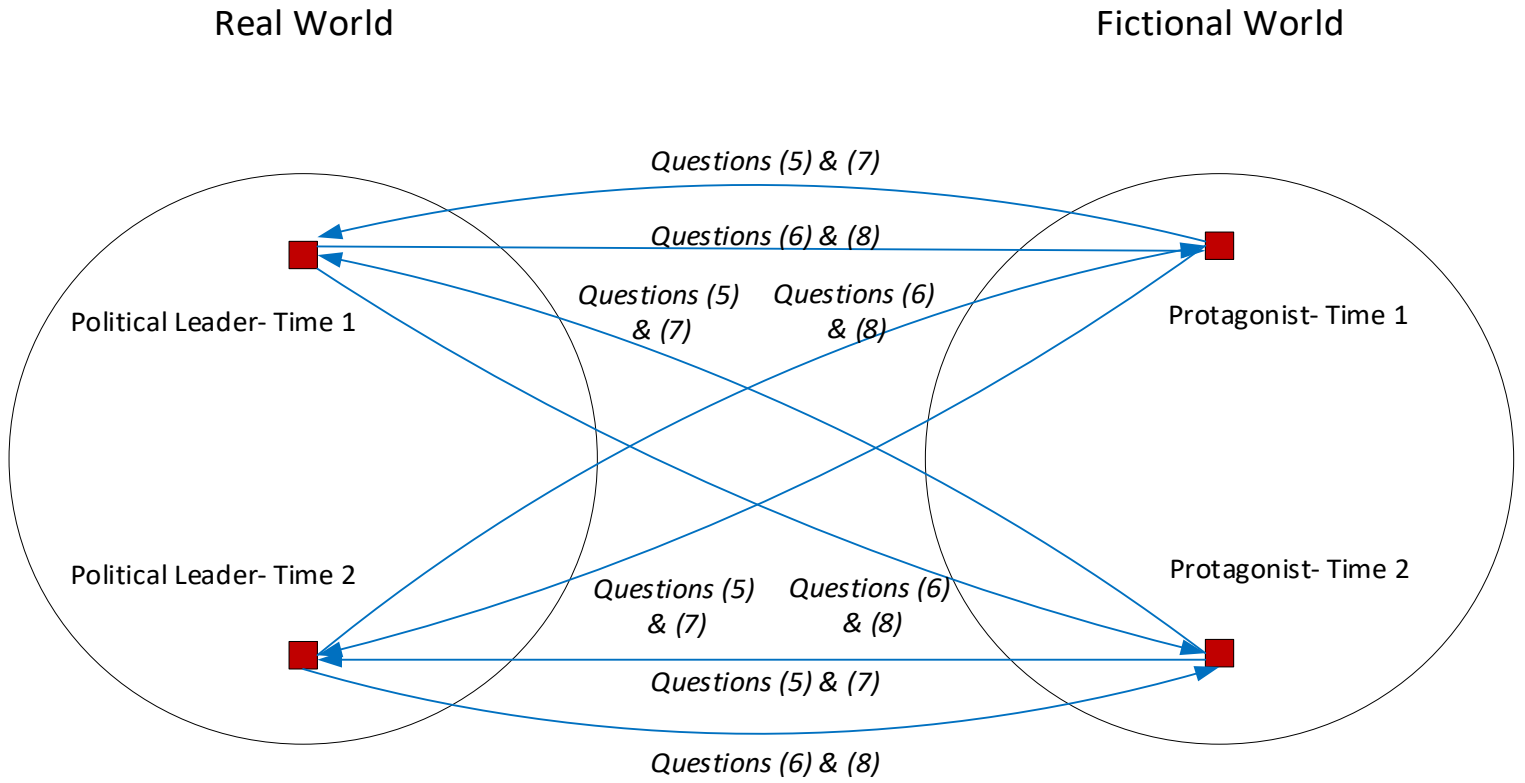 Real World
Fictional World
Questions (5) & (7)
Questions (6) & (8)
Questions (5)
& (7)
Questions (6)
& (8)
Political Leader- Time 1
Protagonist- Time 1
Political Leader- Time 2
Protagonist- Time 2
Questions (5)
& (7)
Questions (6)
& (8)
Questions (5) & (7)
Questions (6) & (8)